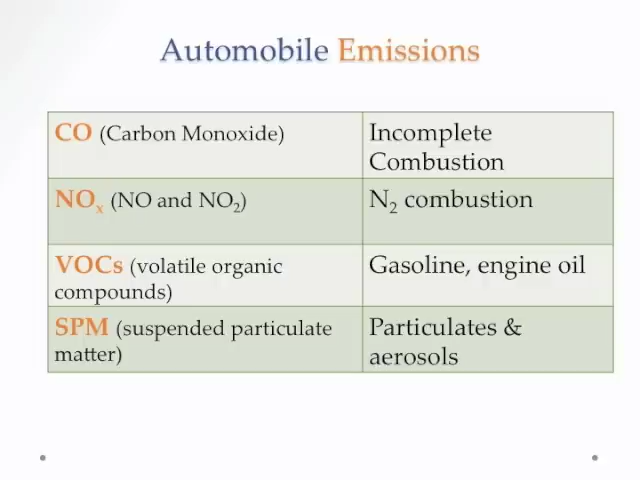 Automobile Emissions
CO (Carbon Monoxide)
Incomplete
Combustion
NOx (NO and NO2)
N2 combustion
VOCs (volatile organic
compounds)
Gasoline, engine oil
SPM (suspended particulate
matter)
Particulates &
aerosols